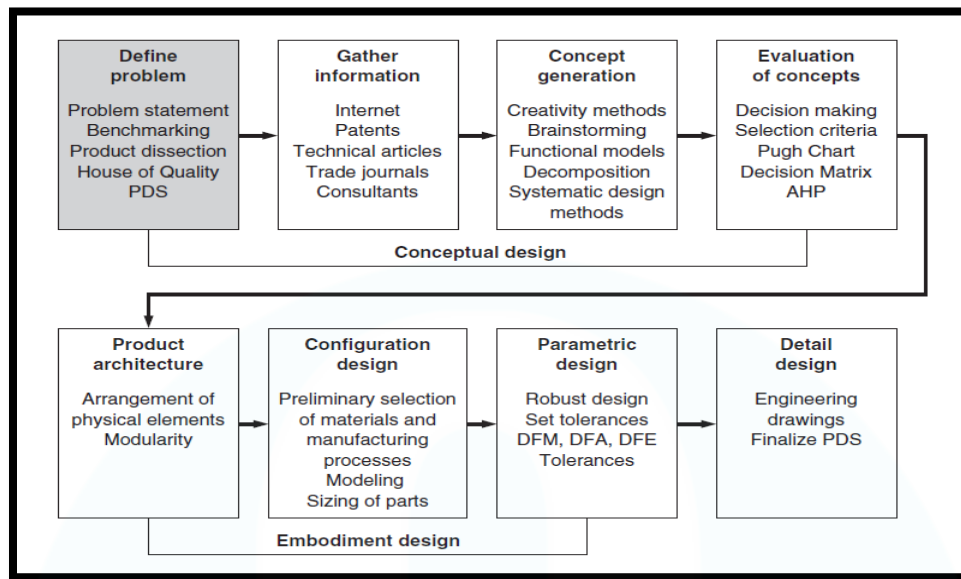 Define
problem
Problem statement
Benchmarking
Product dissection
House of Quality
PDS
Gather
information
Internet
Patents
Technical articles
Trade journals
Consultants
Concept
generation
Creativity methods
Brainstorming
Functional models
Decomposition
Systematic design
methods
Evaluation
of concepts
Decision making
Selection criteria
Pugh Chart
Decision Matrix
AHP
Conceptual design
Product
architecture
Arrangement of
physical elements
Modularity
Configuration
design
Preliminary selection
of materials and
manufacturing
processes
Modeling
Sizing of parts
Parametric
design
Robust design
Set tolerances
DFM, DFA, DFE
Tolerances
Detail
design
Engineering
drawings
Finalize PDS
Embodiment design